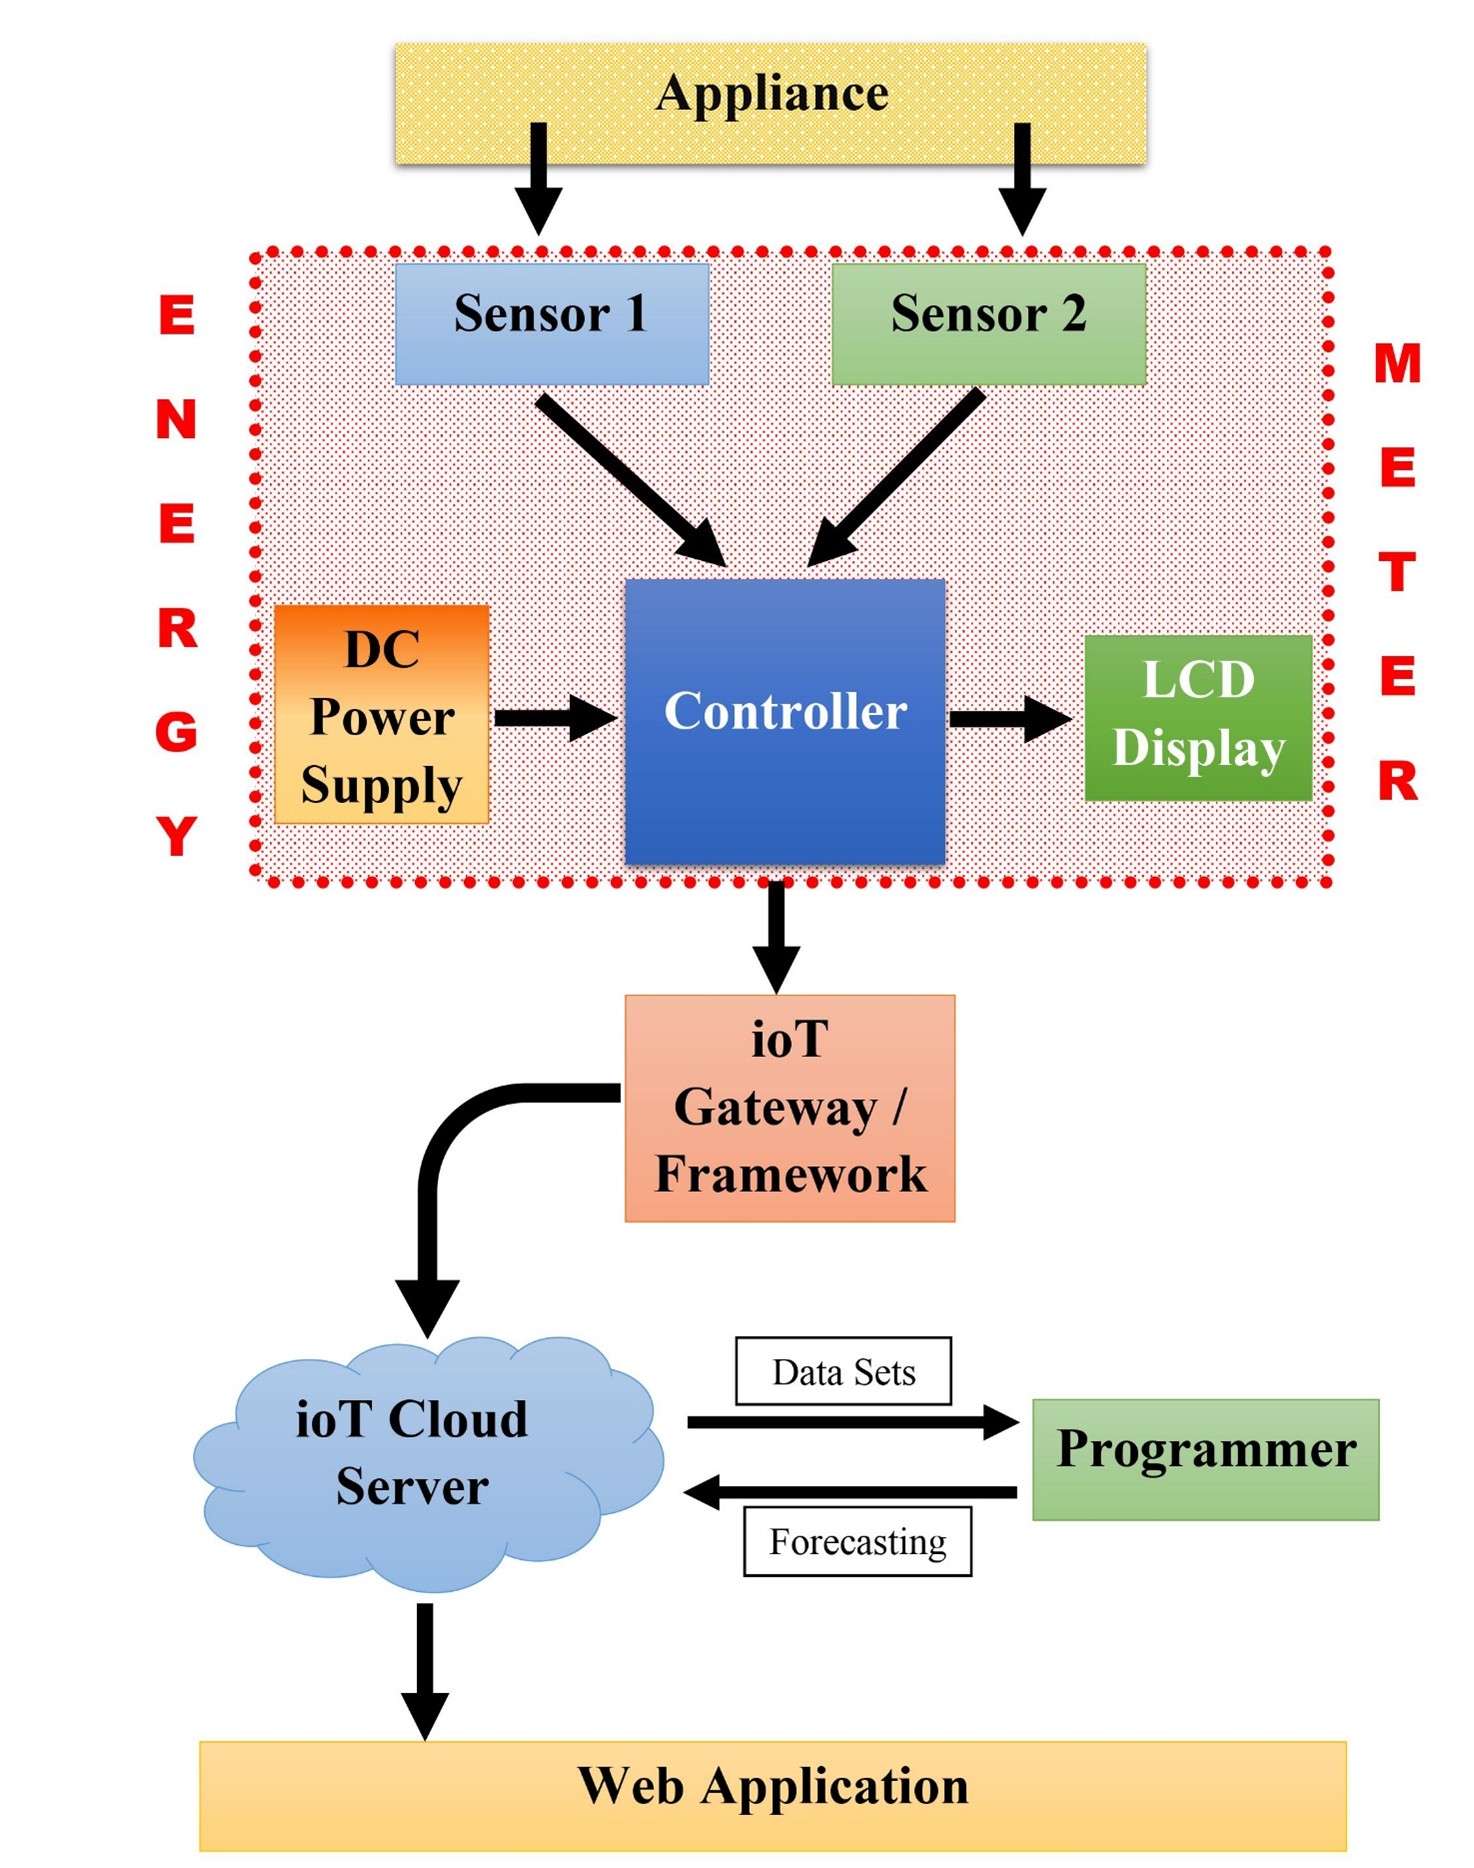 Appliance
Sensor 1
Sensor 2
ENERGY
METER
DC
Power
Supply
Controller
LCD
Display
ioT
Gateway /
Framework
ioT Cloud
Server
Data Sets
Forecasting
Programmer
Web Application